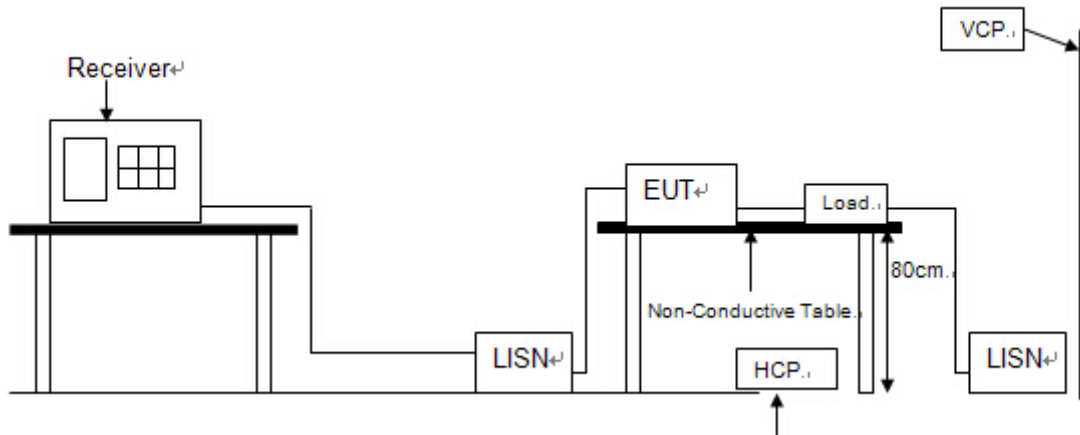 VCP.
Receiver↵
EUT↵
Load.
80cm.
Non-Conductive Table.
LISN↵
HCP.
LISN↵